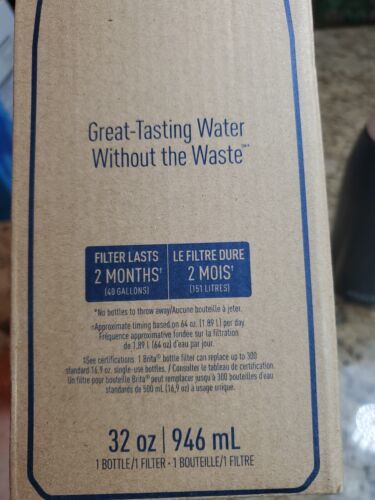 Great-Tasting Water
Without the Waste™*
FILTER LASTS
2 MONTHS†
(40 GALLONS)
LE FILTRE DURE
2 MOIS†
(151 LITRES)
*No bottles to throw away/Aucune bouteille à jeter.
†Approximate timing based on 64 oz. (1.89 L) per day.
Fréquence approximative fondée sur la filtration
de 1,89 L (64 oz) d'eau par jour.
‡See certifications. 1 Brita® bottle filter can replace up to 300
standard 16.9 oz. single-use bottles. / Consulter le tableau de certification.
Un filtre pour bouteille Brita® peut remplacer jusqu'à 300 bouteilles d'eau
standards de 500 mL (16,9 oz) à usage unique.
32 oz | 946 mL
1 BOTTLE/1 FILTER • 1 BOUTEILLE/1 FILTRE